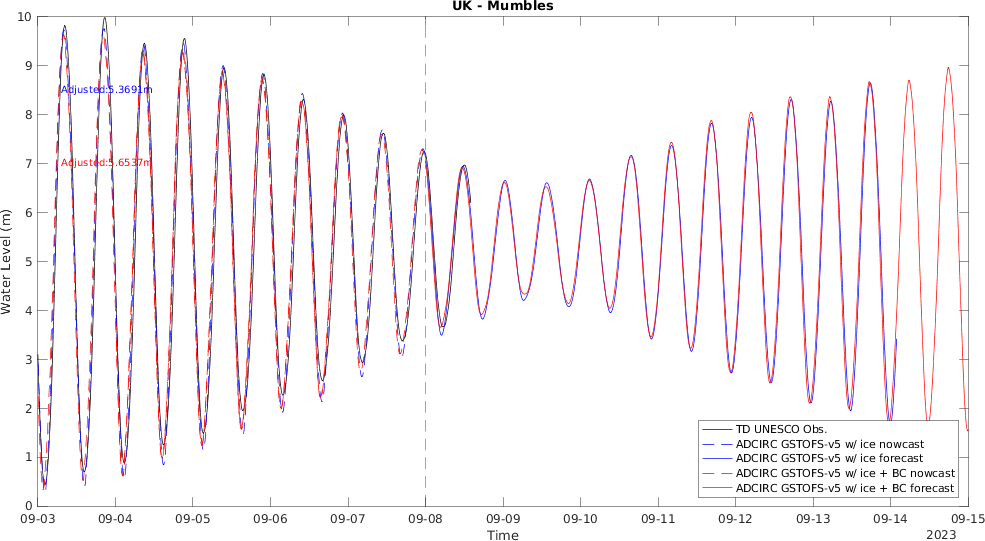 UK - Mumbles
10
9
8
7
6
5
4
3
2
1
0
Water Level (m)
Adjusted:5.3691m
Adjusted:5.6537m
TD UNESCO Obs.
ADCIRC GSTOFS-v5 w/ ice nowcast
ADCIRC GSTOFS-v5 w/ ice forecast
ADCIRC GSTOFS-v5 w/ ice + BC nowcast
ADCIRC GSTOFS-v5 w/ ice + BC forecast
09-03 09-04 09-05 09-06 09-07 09-08 09-09 09-10 09-11 09-12 09-13 09-14 09-15
Time
2023